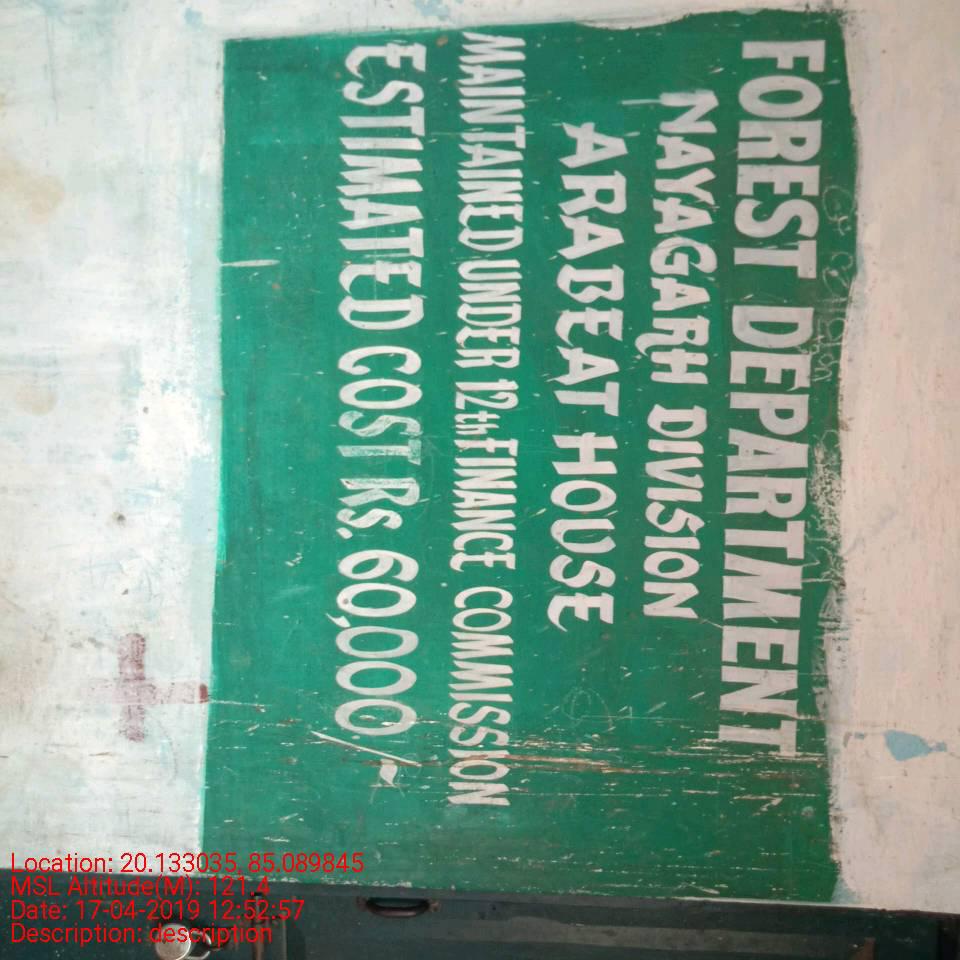 FOREST DEPARTMENT
NAYAGARH DIVISION
ARABEAT HOUSE
MAINTAINED UNDER 12th FINANCE COMMISSION
ESTIMATED COST RS. 60,000/-
Location: 20.133035, 85.089845
MSL Altitude(M): 121.4
Date: 17-04-2019 12:52:57
Description: description